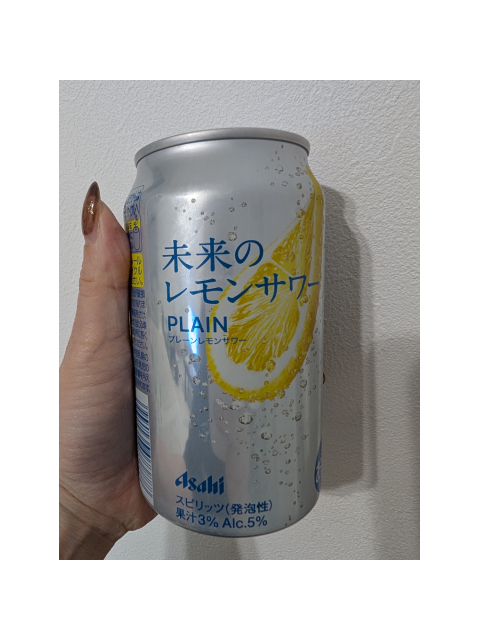 未来の
レモンサワー
PLAIN
プレーンレモンサワー
Asahi
スピリッツ(発泡性)
果汁3% Alc.5%